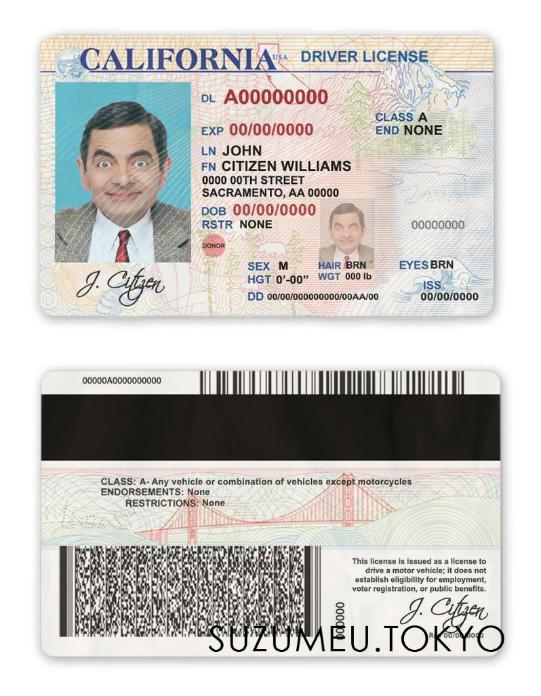 CALIFORNIA USA DRIVER LICENSE
DL A00000000
CLASS A
EXP 00/00/0000
END NONE
LN JOHN
FN CITIZEN WILLIAMS
0000 00TH STREET
SACRAMENTO, AA 00000
DOB 00/00/0000
RSTR NONE
00000000
DONOR
SEX M HAIR BRN EYES BRN
HGT 0'-00" WGT 000 lb ISS
DD 00/00/000000000/00AA/00 00/00/0000
J. Citizen
00000A0000000000
CLASS: A- Any vehicle or combination of vehicles except motorcycles
ENDORSEMENTS: None
RESTRICTIONS: None
This license is issued as a license to
drive a motor vehicle; it does not
establish eligibility for employment,
voter registration, or public benefits.
J. Citizen
00000
SUZUMEU.TOKYO